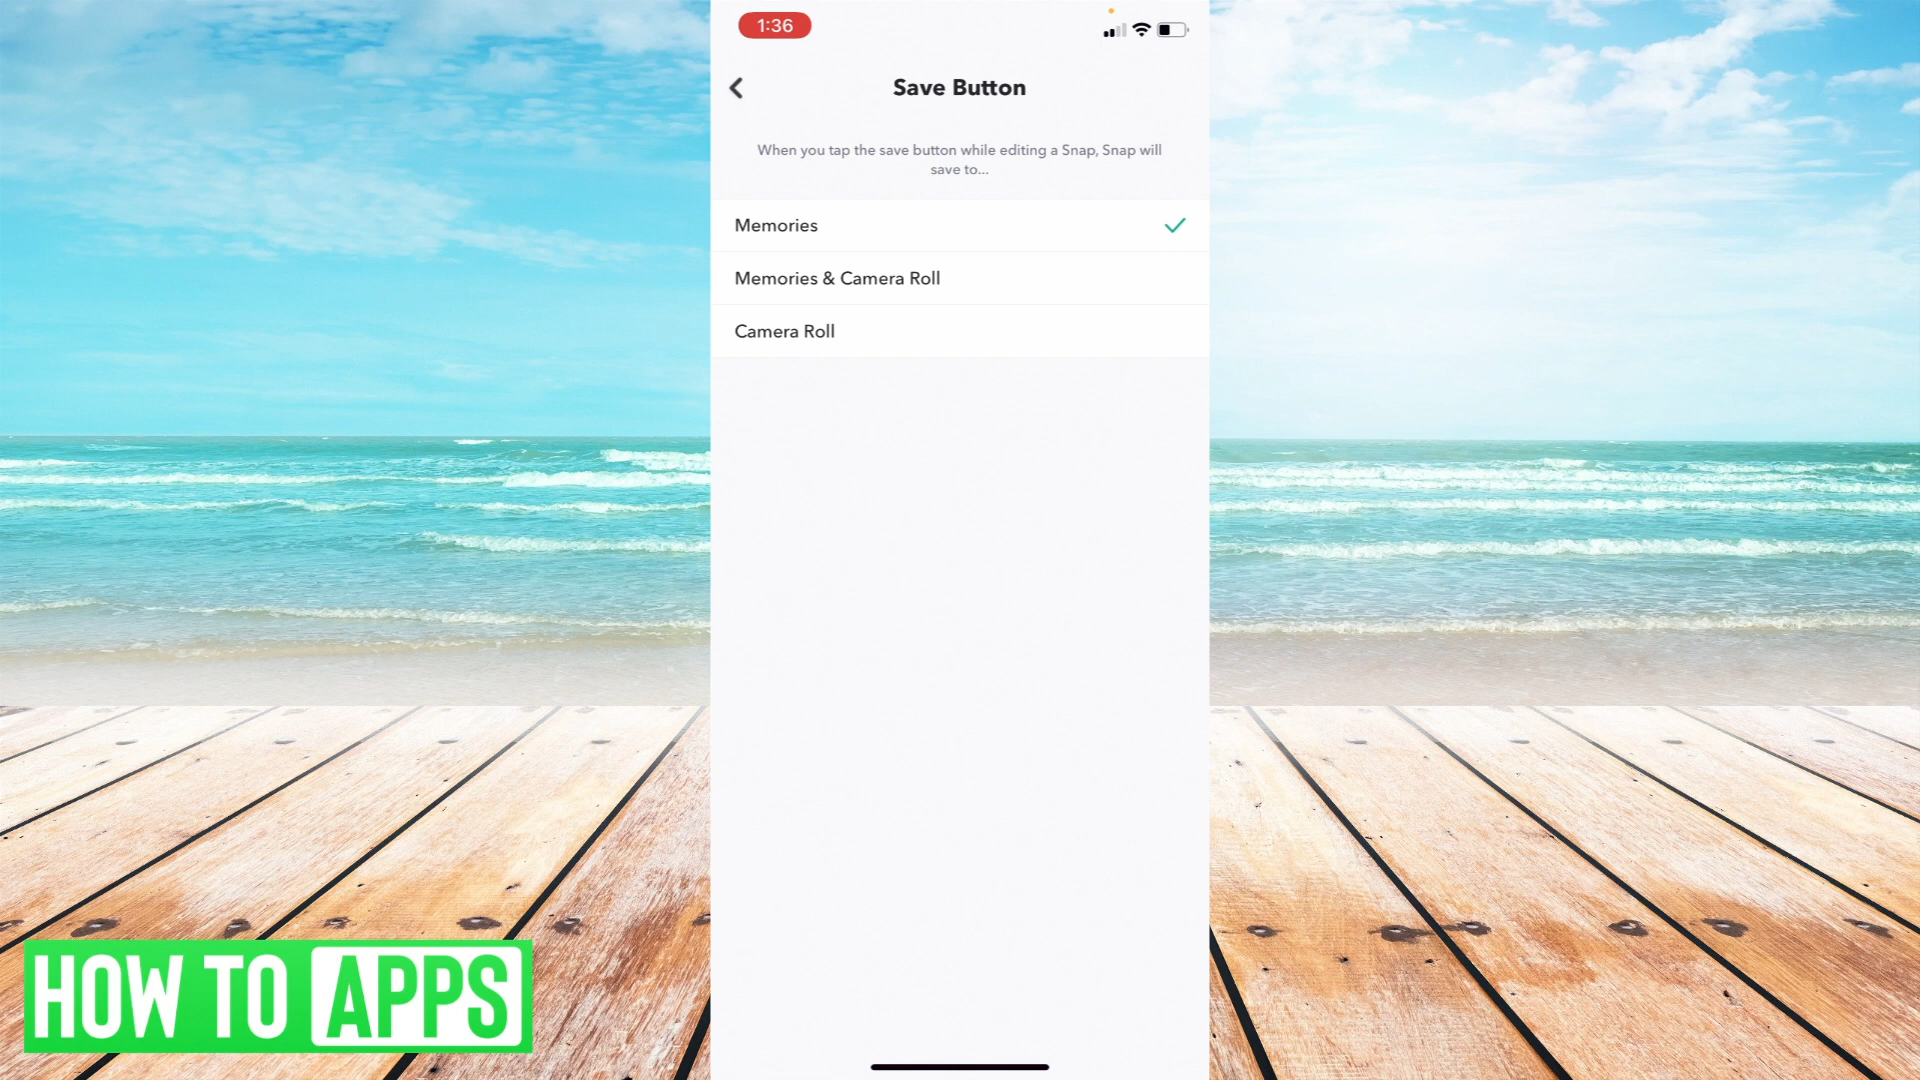 1:36
Save Button
When you tap the save button while editing a Snap, Snap will
save to...
Memories
Memories & Camera Roll
Camera Roll
HOW TO APPS